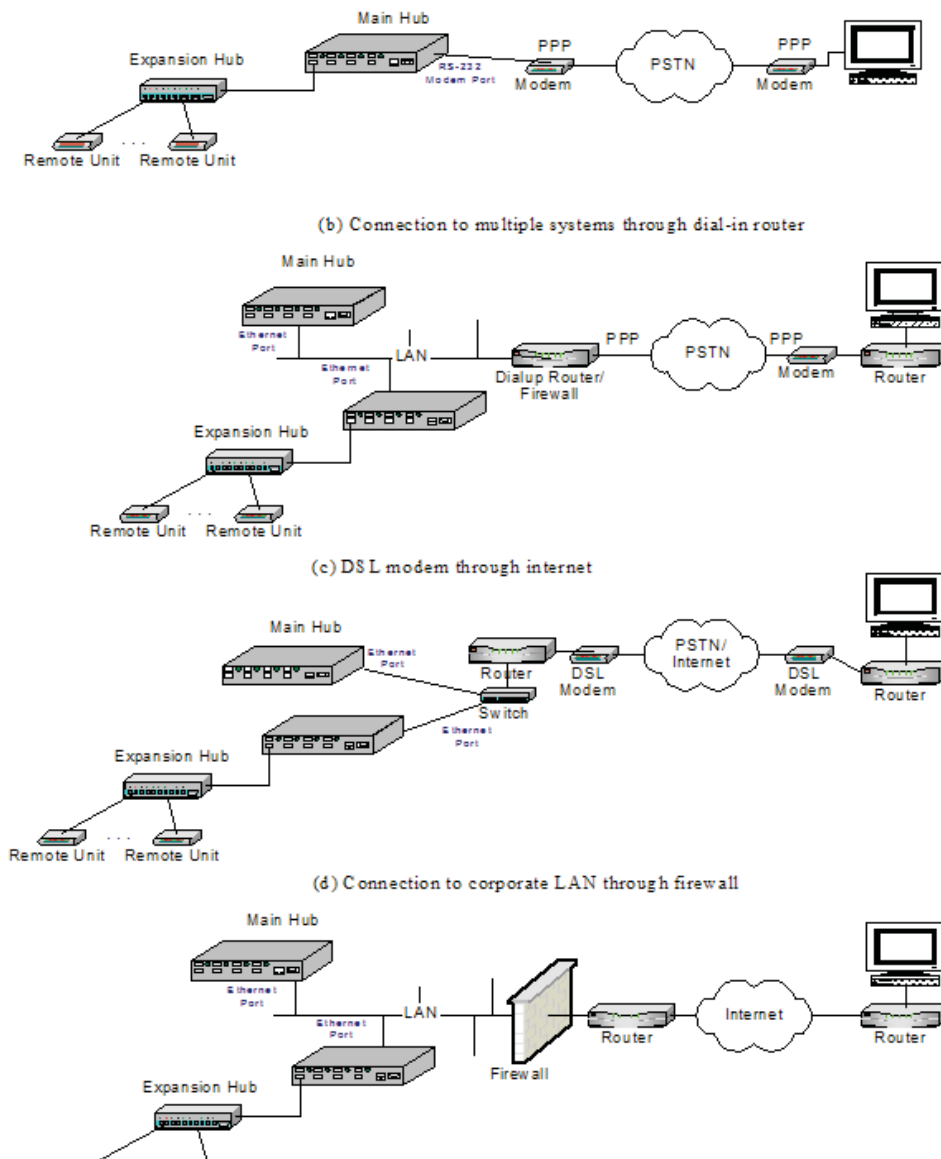 Main Hub
Expansion Hub
RS-232
Modem Port
PPP
Modem
PSTN
PPP
Modem
Remote Unit
. . .
Remote Unit
(b) Connection to multiple systems through dial-in router
Main Hub
Ethernet
Port
LAN
Ethernet
Port
PPP
PSTN
PPP
Dialup Router/
Firewall
Modem
Router
Expansion Hub
. . .
Remote Unit
Remote Unit
(c) DSL modem through internet
Main Hub
Ethernet
Port
Router
DSL
Modem
PSTN/
Internet
DSL
Modem
Router
Switch
Ethernet
Port
Expansion Hub
. . .
Remote Unit
Remote Unit
(d) Connection to corporate LAN through firewall
Main Hub
Ethernet
Port
LAN
Ethernet
Port
Firewall
Router
Internet
Router
Expansion Hub